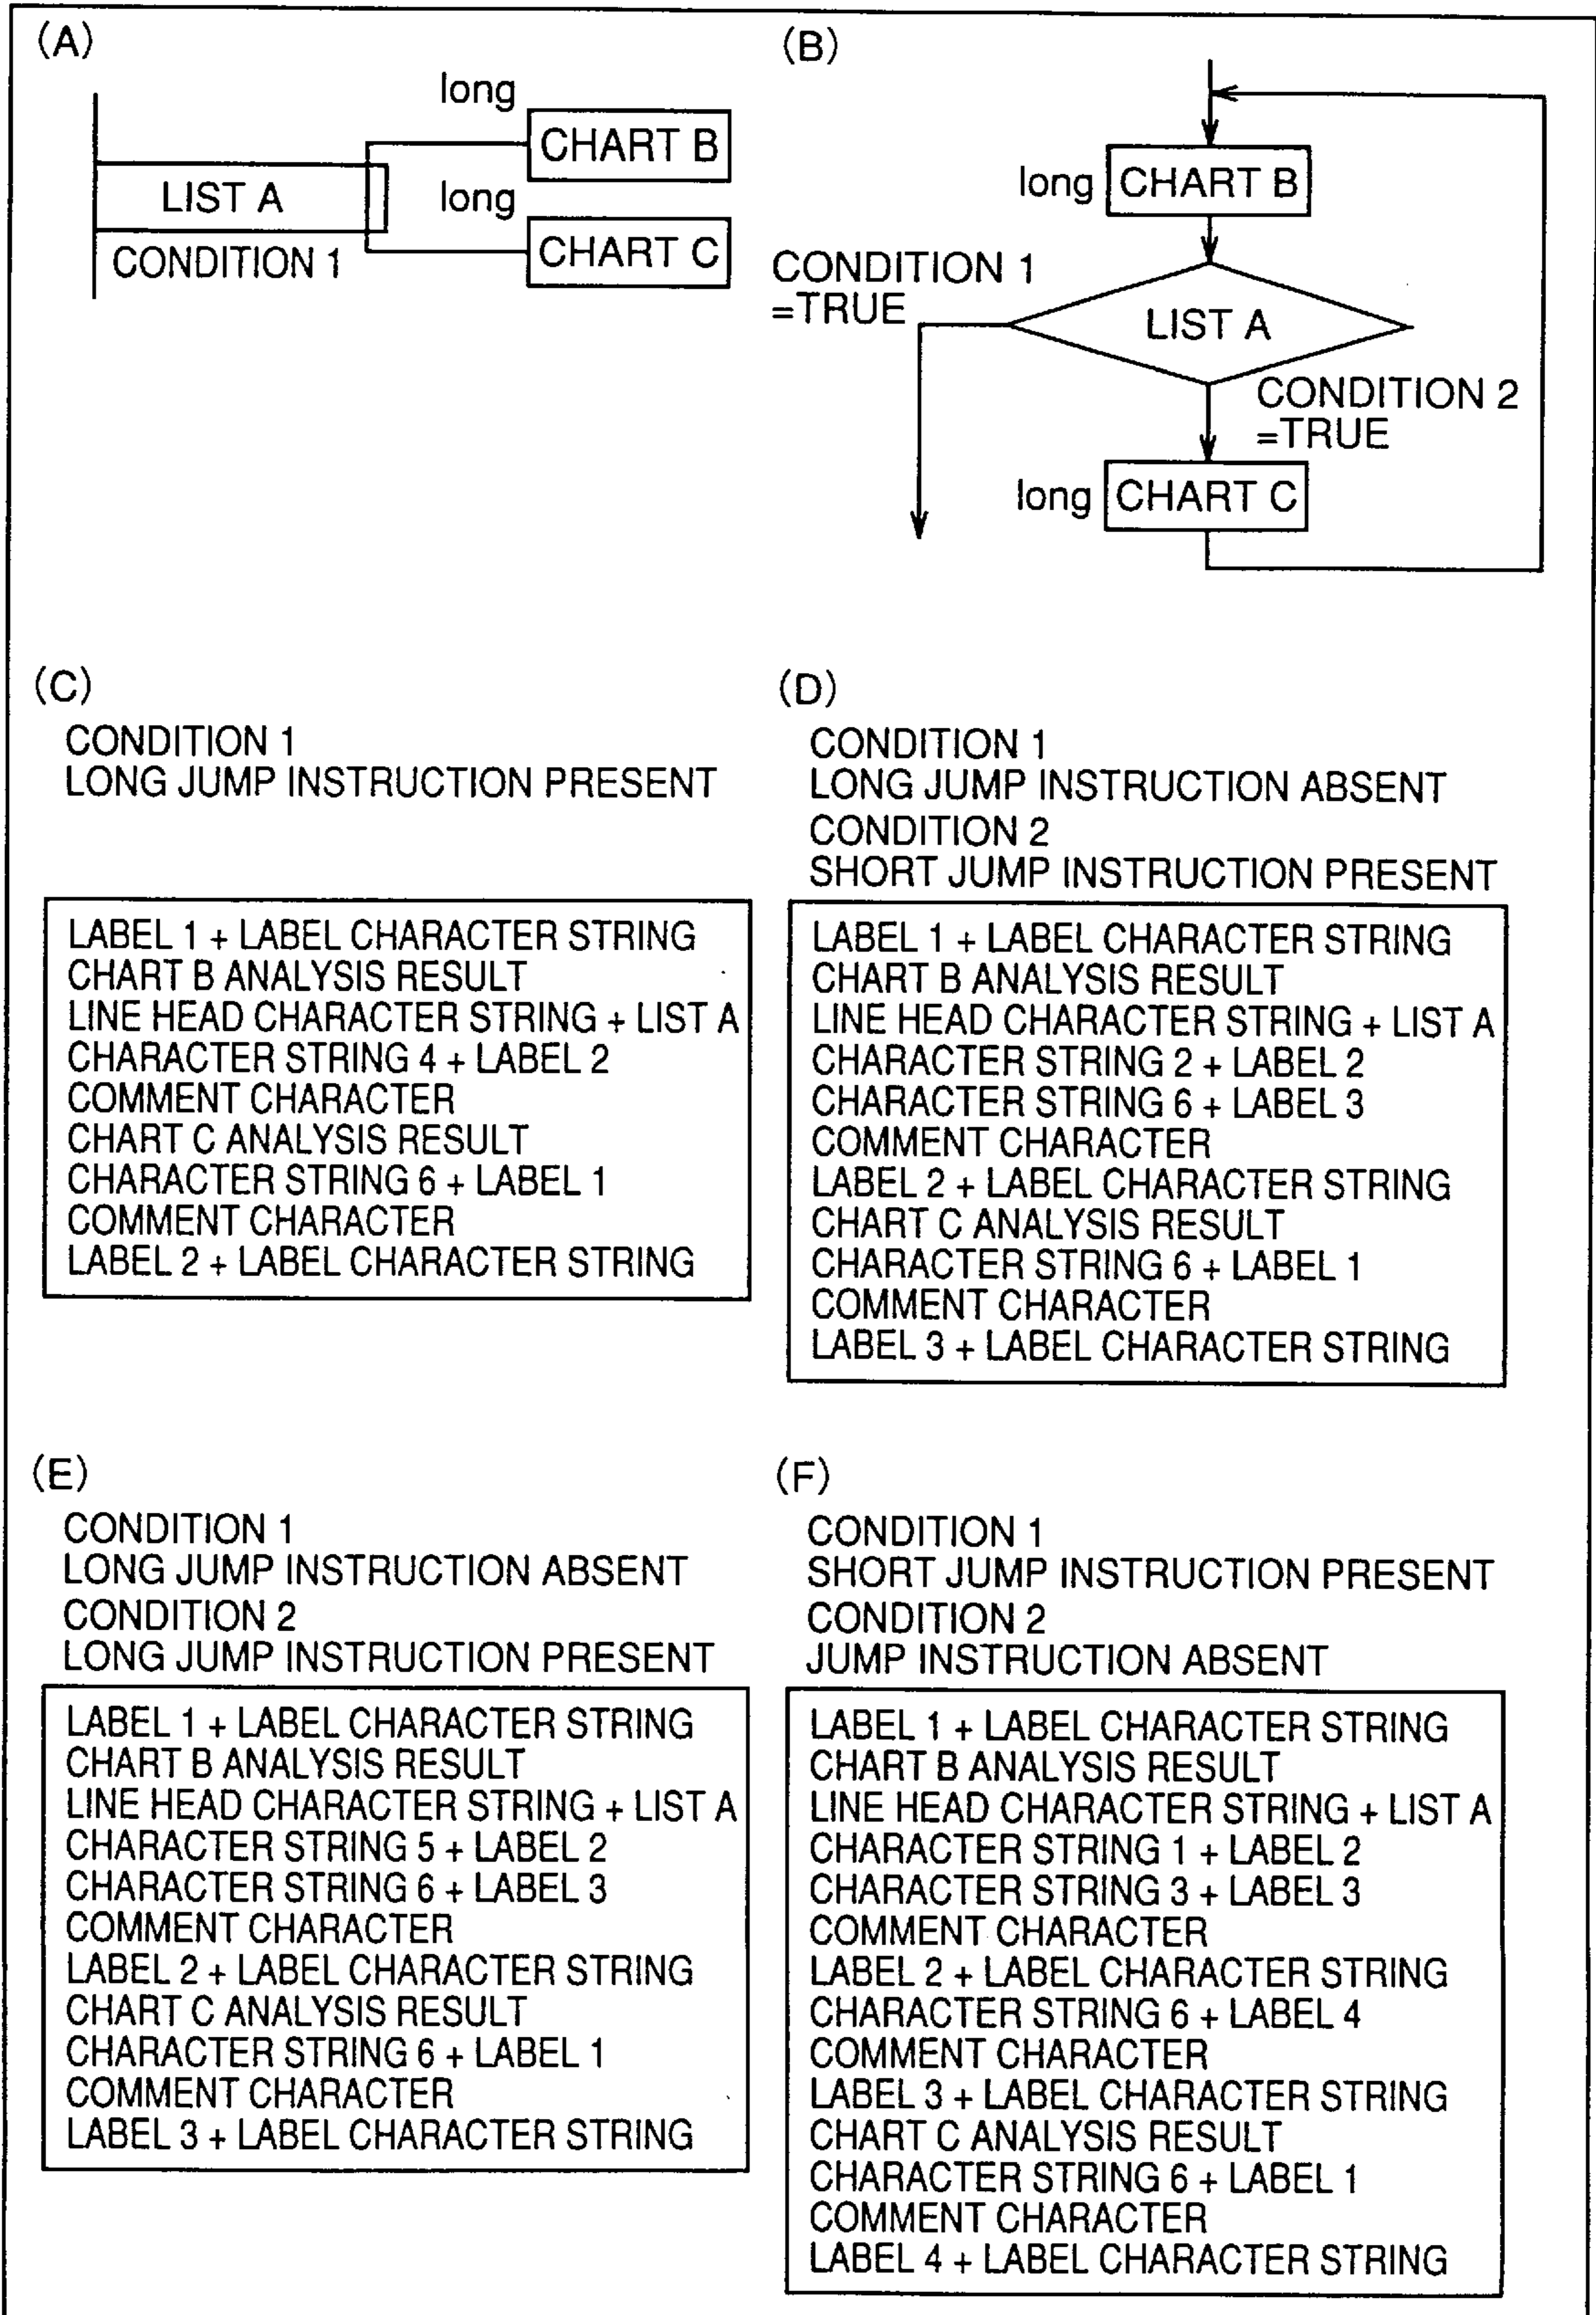 (A)
long
CHART B
LIST A
long
CHART C
CONDITION 1
(B)
long
CHART B
CONDITION 1
=TRUE
LIST A
CONDITION 2
=TRUE
long
CHART C
(C)
CONDITION 1
LONG JUMP INSTRUCTION PRESENT
LABEL 1 + LABEL CHARACTER STRING
CHART B ANALYSIS RESULT
LINE HEAD CHARACTER STRING + LIST A
CHARACTER STRING 4 + LABEL 2
COMMENT CHARACTER
CHART C ANALYSIS RESULT
CHARACTER STRING 6 + LABEL 1
COMMENT CHARACTER
LABEL 2 + LABEL CHARACTER STRING
(D)
CONDITION 1
LONG JUMP INSTRUCTION ABSENT
CONDITION 2
SHORT JUMP INSTRUCTION PRESENT
LABEL 1 + LABEL CHARACTER STRING
CHART B ANALYSIS RESULT
LINE HEAD CHARACTER STRING + LIST A
CHARACTER STRING 2 + LABEL 2
CHARACTER STRING 6 + LABEL 3
COMMENT CHARACTER
LABEL 2 + LABEL CHARACTER STRING
CHART C ANALYSIS RESULT
CHARACTER STRING 6 + LABEL 1
COMMENT CHARACTER
LABEL 3 + LABEL CHARACTER STRING
(E)
CONDITION 1
LONG JUMP INSTRUCTION ABSENT
CONDITION 2
LONG JUMP INSTRUCTION PRESENT
LABEL 1 + LABEL CHARACTER STRING
CHART B ANALYSIS RESULT
LINE HEAD CHARACTER STRING + LIST A
CHARACTER STRING 5 + LABEL 2
CHARACTER STRING 6 + LABEL 3
COMMENT CHARACTER
LABEL 2 + LABEL CHARACTER STRING
CHART C ANALYSIS RESULT
CHARACTER STRING 6 + LABEL 1
COMMENT CHARACTER
LABEL 3 + LABEL CHARACTER STRING
(F)
CONDITION 1
SHORT JUMP INSTRUCTION PRESENT
CONDITION 2
JUMP INSTRUCTION ABSENT
LABEL 1 + LABEL CHARACTER STRING
CHART B ANALYSIS RESULT
LINE HEAD CHARACTER STRING + LIST A
CHARACTER STRING 1 + LABEL 2
CHARACTER STRING 3 + LABEL 3
COMMENT CHARACTER
LABEL 2 + LABEL CHARACTER STRING
CHARACTER STRING 6 + LABEL 4
COMMENT CHARACTER
LABEL 3 + LABEL CHARACTER STRING
CHART C ANALYSIS RESULT
CHARACTER STRING 6 + LABEL 1
COMMENT CHARACTER
LABEL 4 + LABEL CHARACTER STRING